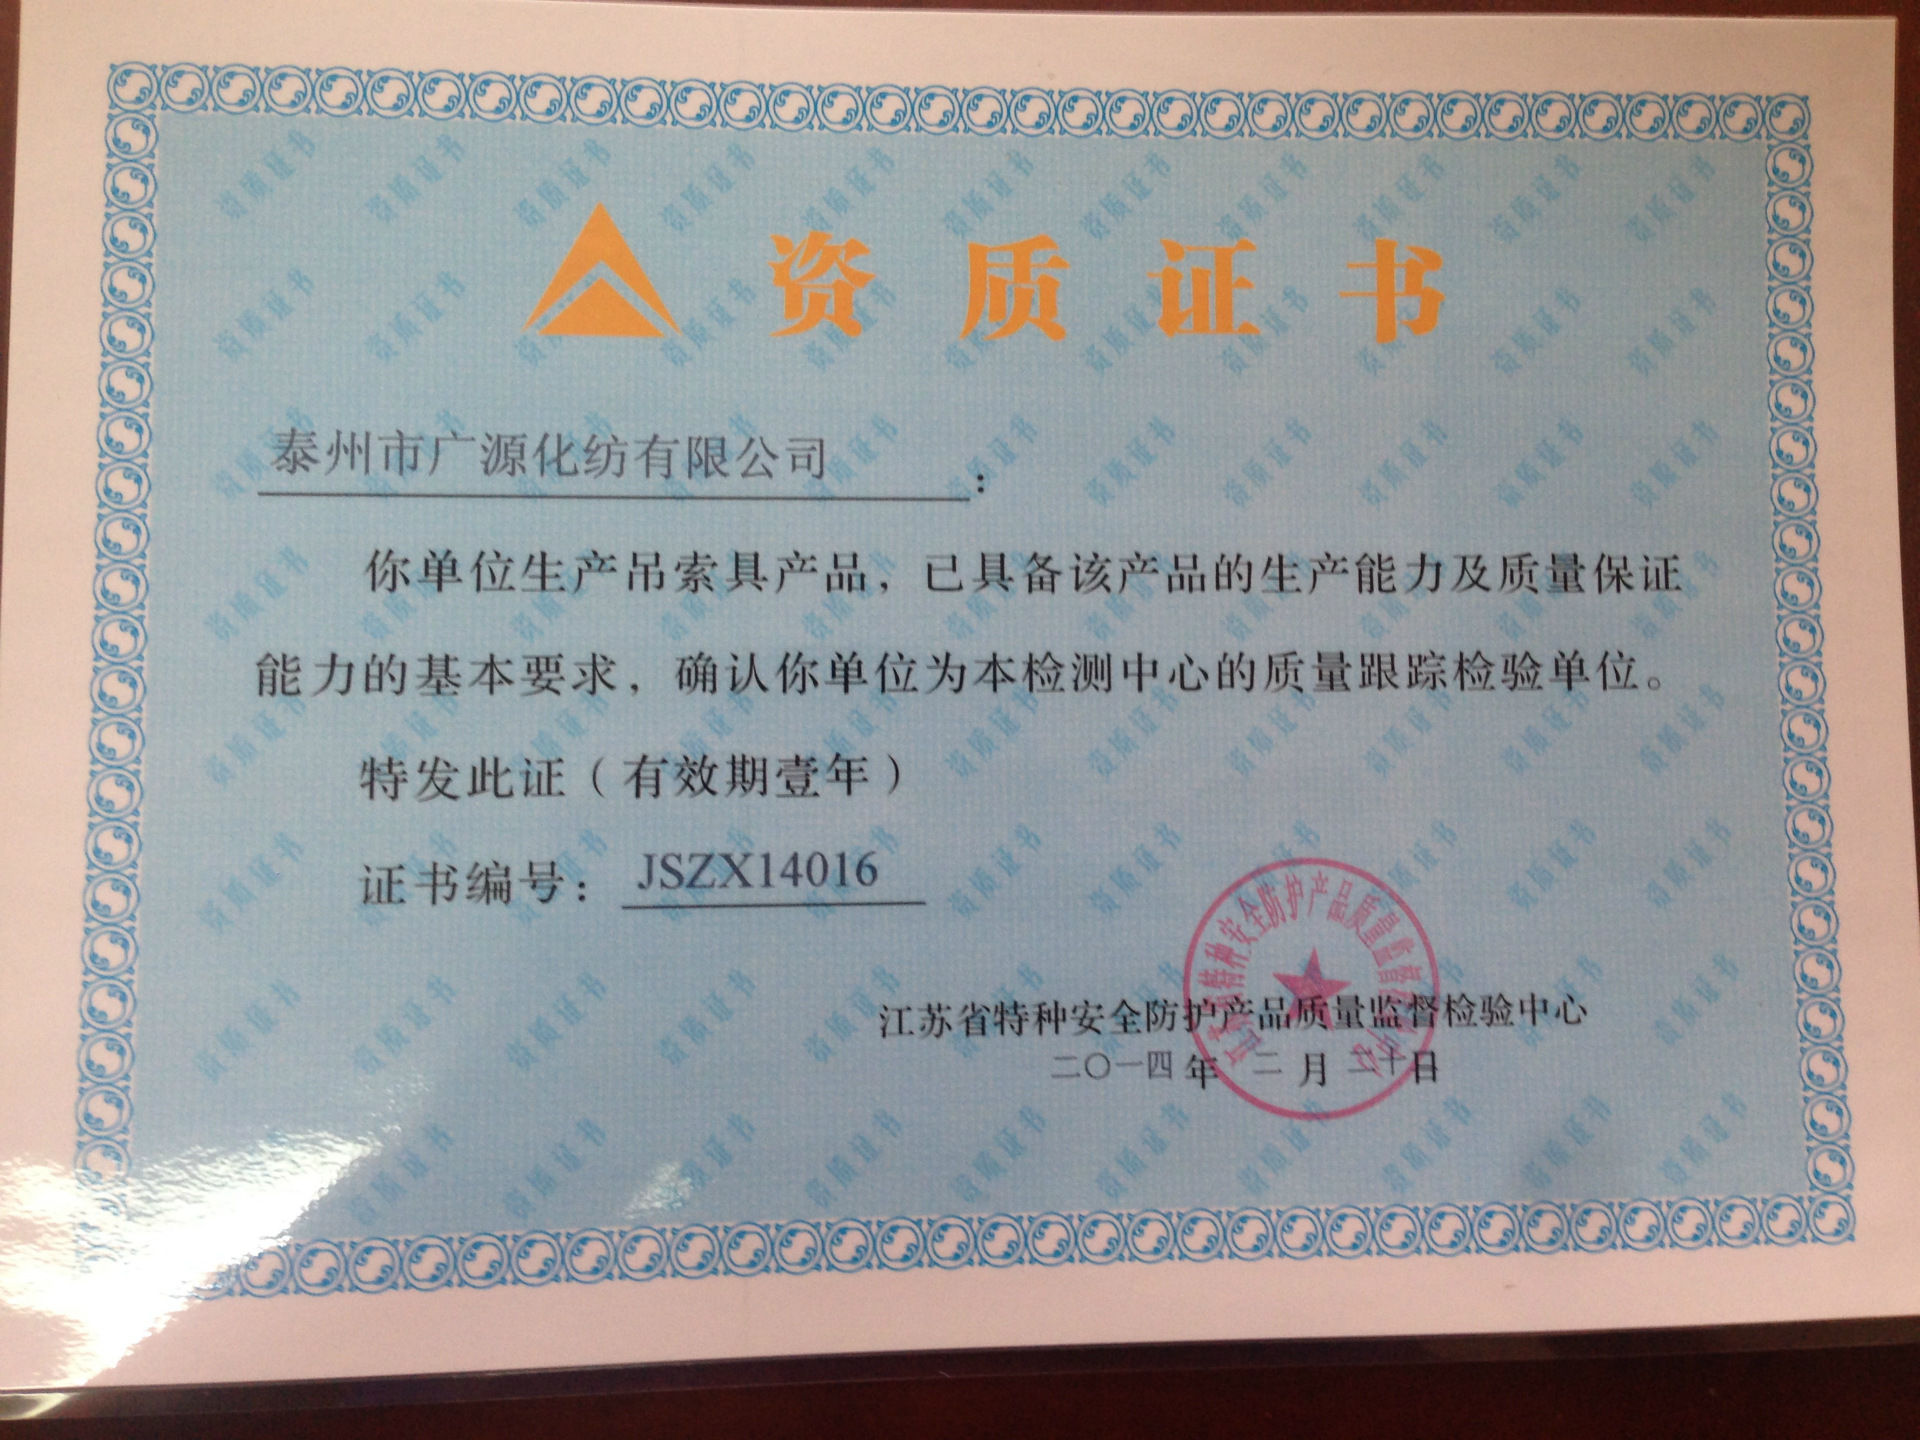 资质证书
泰州市广源化纺有限公司：
你单位生产吊索具产品，已具备该产品的生产能力及质量保证
能力的基本要求，确认你单位为本检测中心的质量跟踪检验单位。
特发此证（有效期壹年）
证书编号：JSZX14016
江苏省特种安全防护产品质量监督检验中心
二〇一四年 二 月 二十日